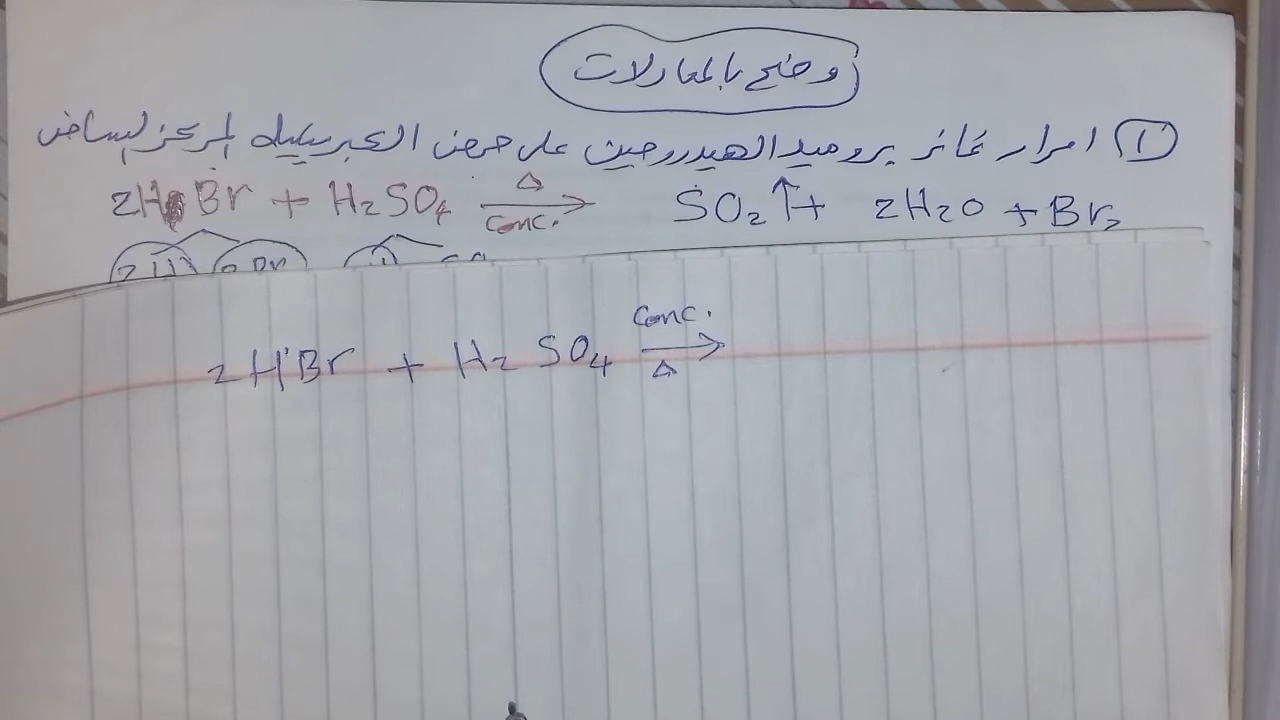 وضح بالمعادلات
① امرار غاز بروميد الهيدروجين على حمض الكبريتيك المركز الساخن
2HBr + H₂SO₄ —Δ/conc.→ SO₂↑ + 2H₂O + Br₂
2HBr + H₂SO₄ —conc./Δ→